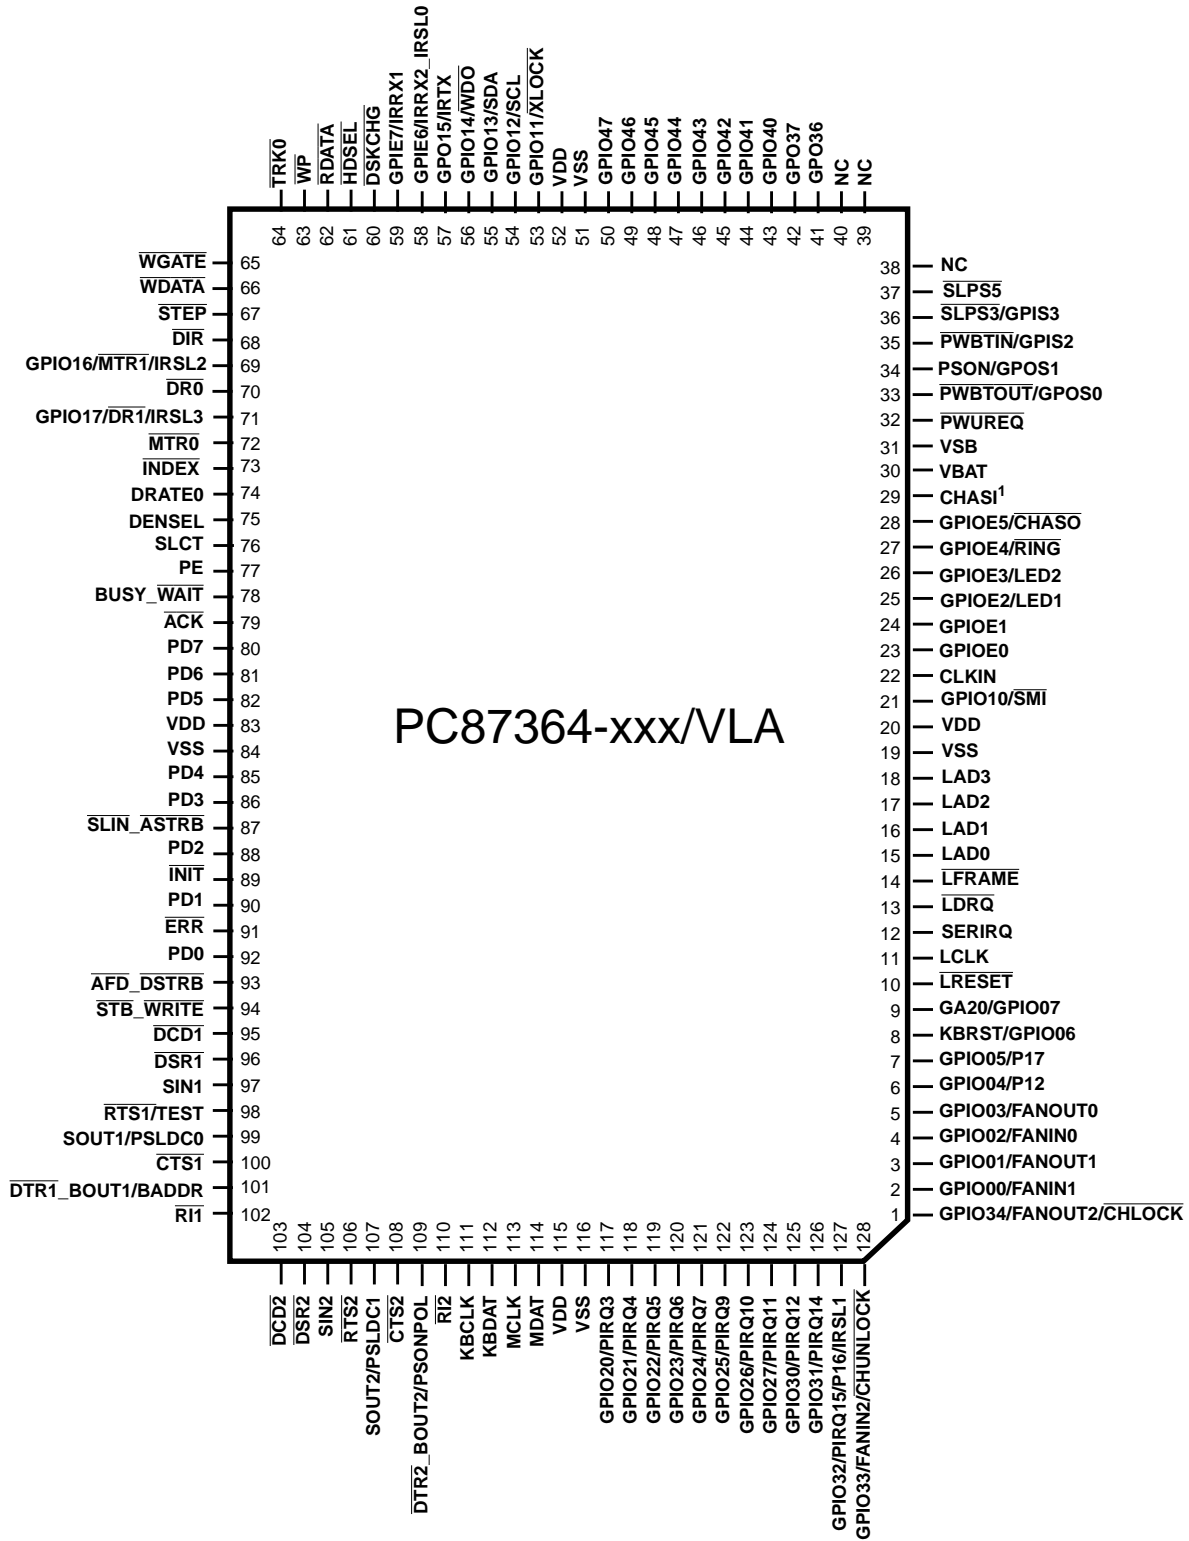 TRK0
WP
RDATA
HDSEL
DSKCHG
GPIE7/IRRX1
GPIE6/IRRX2_IRSL0
GPO15/IRTX
GPIO14/WDO
GPIO13/SDA
GPIO12/SCL
GPIO11/XLOCK
VDD
VSS
GPIO47
GPIO46
GPIO45
GPIO44
GPIO43
GPIO42
GPIO41
GPIO40
GPO37
GPO36
NC
NC
64
63
62
61
60
59
58
57
56
55
54
53
52
51
50
49
48
47
46
45
44
43
42
41
40
39
WGATE 65
WDATA 66
STEP 67
DIR 68
GPIO16/MTR1/IRSL2 69
DR0 70
GPIO17/DR1/IRSL3 71
MTR0 72
INDEX 73
DRATE0 74
DENSEL 75
SLCT 76
PE 77
BUSY_WAIT 78
ACK 79
PD7 80
PD6 81
PD5 82
VDD 83
VSS 84
PD4 85
PD3 86
SLIN_ASTRB 87
PD2 88
INIT 89
PD1 90
ERR 91
PD0 92
AFD_DSTRB 93
STB_WRITE 94
DCD1 95
DSR1 96
SIN1 97
RTS1/TEST 98
SOUT1/PSLDC0 99
CTS1 100
DTR1_BOUT1/BADDR 101
RI1 102
PC87364-xxx/VLA
38 NC
37 SLPS5
36 SLPS3/GPIS3
35 PWBTIN/GPIS2
34 PSON/GPOS1
33 PWBTOUT/GPOS0
32 PWUREQ
31 VSB
30 VBAT
29 CHASI1
28 GPIOE5/CHASO
27 GPIOE4/RING
26 GPIOE3/LED2
25 GPIOE2/LED1
24 GPIOE1
23 GPIOE0
22 CLKIN
21 GPIO10/SMI
20 VDD
19 VSS
18 LAD3
17 LAD2
16 LAD1
15 LAD0
14 LFRAME
13 LDRQ
12 SERIRQ
11 LCLK
10 LRESET
9 GA20/GPIO07
8 KBRST/GPIO06
7 GPIO05/P17
6 GPIO04/P12
5 GPIO03/FANOUT0
4 GPIO02/FANIN0
3 GPIO01/FANOUT1
2 GPIO00/FANIN1
1 GPIO34/FANOUT2/CHLOCK
103
104
105
106
107
108
109
110
111
112
113
114
115
116
117
118
119
120
121
122
123
124
125
126
127
128
DCD2
DSR2
SIN2
RTS2
SOUT2/PSLDC1
CTS2
DTR2_BOUT2/PSONPOL
RI2
KBCLK
KBDAT
MCLK
MDAT
VDD
VSS
GPIO20/PIRQ3
GPIO21/PIRQ4
GPIO22/PIRQ5
GPIO23/PIRQ6
GPIO24/PIRQ7
GPIO25/PIRQ9
GPIO26/PIRQ10
GPIO27/PIRQ11
GPIO30/PIRQ12
GPIO31/PIRQ14
GPIO32/PIRQ15/P16/IRSL1
GPIO33/FANIN2/CHUNLOCK